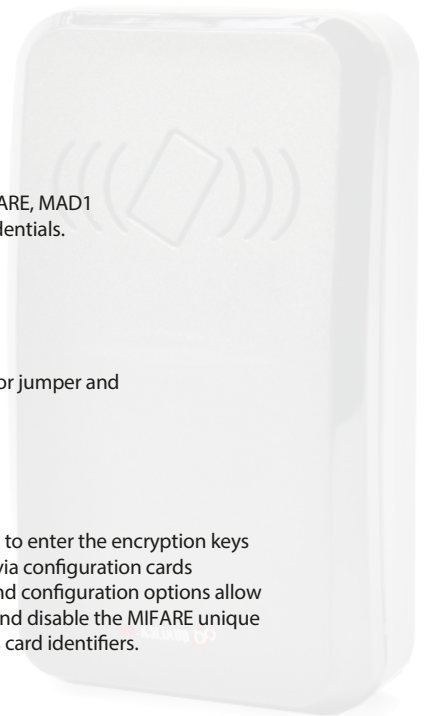 ARE, MAD1
dentials.
or jumper and
to enter the encryption keys
via configuration cards
nd configuration options allow
nd disable the MIFARE unique
card identifiers.